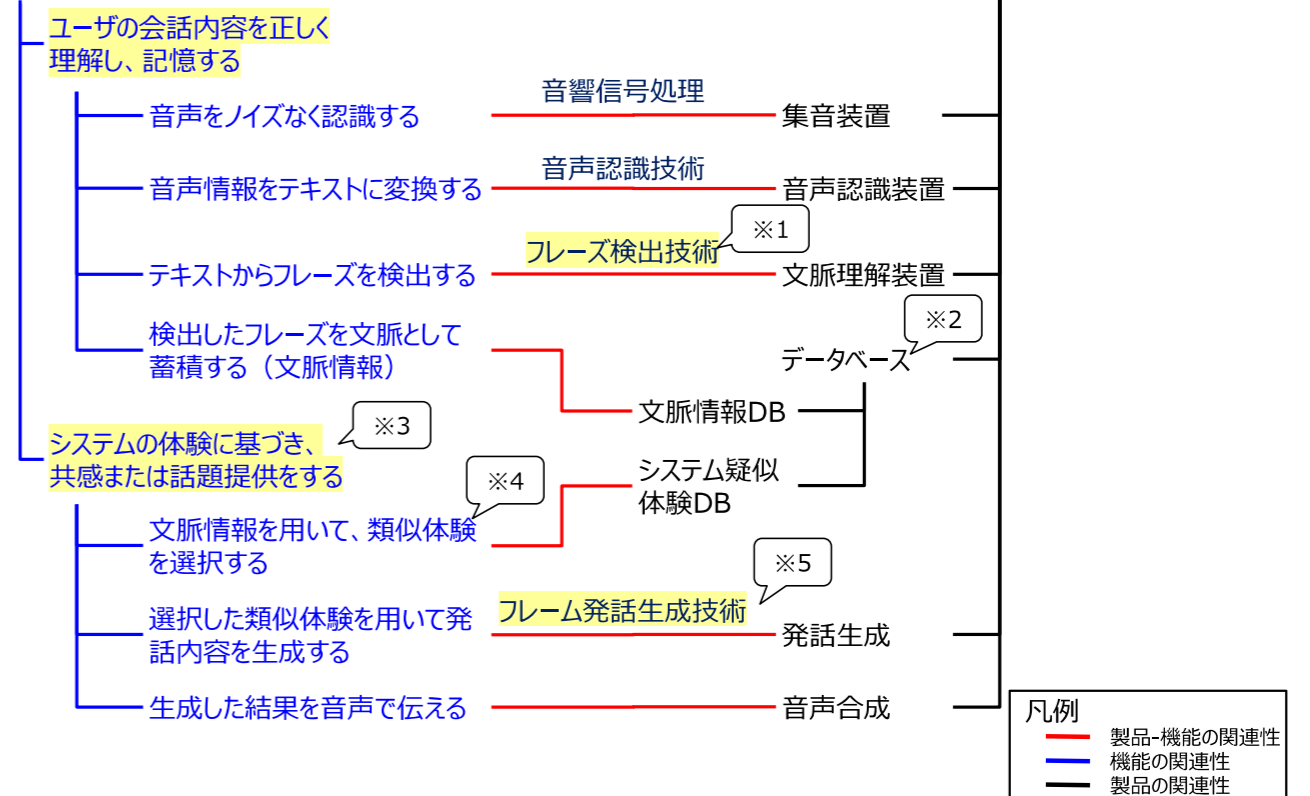 ユーザの会話内容を正しく
理解し、記憶する
音響信号処理
音声をノイズなく認識する
集音装置
音声認識技術
音声情報をテキストに変換する
音声認識装置
※1
フレーズ検出技術
テキストからフレーズを検出する
文脈理解装置
※2
検出したフレーズを文脈として
蓄積する（文脈情報）
データベース
文脈情報DB
※3
システムの体験に基づき、
共感または話題提供をする
システム疑似
体験DB
※4
文脈情報を用いて、類似体験
を選択する
※5
フレーム発話生成技術
選択した類似体験を用いて発
話内容を生成する
発話生成
生成した結果を音声で伝える
音声合成
凡例
製品-機能の関連性
機能の関連性
製品の関連性